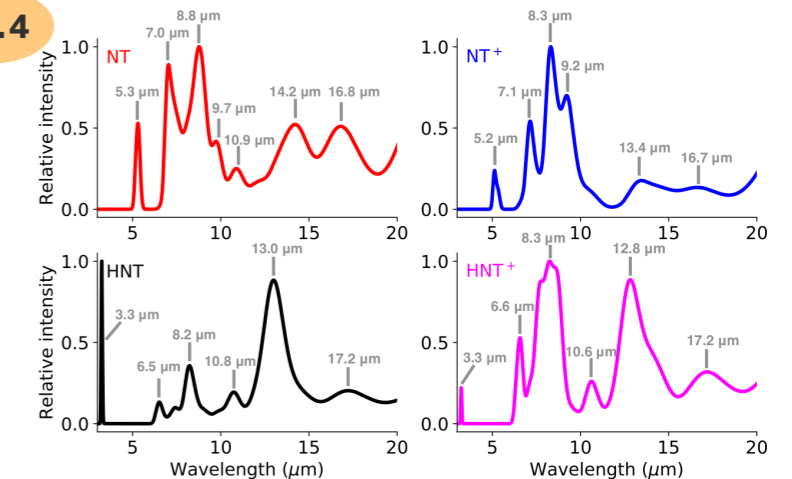 .4
8.8 µm
8.3 µm
7.0 µm
1.0
NT
1.0
NT+
9.2 µm
5.3 µm
14.2 µm
16.8 µm
7.1 µm
9.7 µm
Relative intensity
0.5
10.9 µm
0.5
5.2 µm
13.4 µm
16.7 µm
0.0
0.0
5
10
15
20
5
10
15
20
13.0 µm
8.3 µm
12.8 µm
1.0
HNT
1.0
HNT+
3.3 µm
6.6 µm
8.2 µm
Relative intensity
0.5
0.5
6.5 µm
10.8 µm
17.2 µm
3.3 µm
10.6 µm
17.2 µm
0.0
0.0
5
10
15
20
5
10
15
20
Wavelength (µm)
Wavelength (µm)